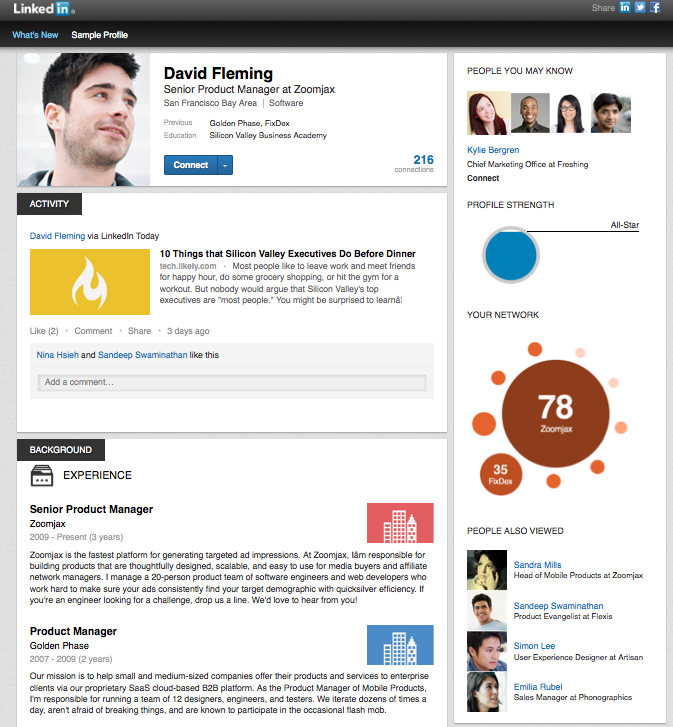 Linked in®
Share in f
What's New Sample Profile
David Fleming
Senior Product Manager at Zoomjax
San Francisco Bay Area | Software
Previous Golden Phase, FixDex
Education Silicon Valley Business Academy
Connect
216
connections
ACTIVITY
David Fleming via LinkedIn Today
10 Things that Silicon Valley Executives Do Before Dinner
tech.likely.com · Most people like to leave work and meet friends
for happy hour, do some grocery shopping, or hit the gym for a
workout. But nobody would argue that Silicon Valley's top
executives are "most people." You might be surprised to learnâ¦
Like (2) · Comment · Share · 3 days ago
Nina Hsieh and Sandeep Swaminathan like this
Add a comment...
BACKGROUND
EXPERIENCE
Senior Product Manager
Zoomjax
2009 - Present (3 years)
Zoomjax is the fastest platform for generating targeted ad impressions. At Zoomjax, Iâm responsible for
building products that are thoughtfully designed, scalable, and easy to use for media buyers and affiliate
network managers. I manage a 20-person product team of software engineers and web developers who
work hard to make sure your ads consistently find your target demographic with quicksilver efficiency. If
you're an engineer looking for a challenge, drop us a line. We'd love to hear from you!
Product Manager
Golden Phase
2007 - 2009 (2 years)
Our mission is to help small and medium-sized companies offer their products and services to enterprise
clients via our proprietary SaaS cloud-based B2B platform. As the Product Manager of Mobile Products,
I'm responsible for running a team of 12 designers, engineers, and testers. We iterate dozens of times a
day, aren't afraid of breaking things, and are known to participate in the occasional flash mob.
PEOPLE YOU MAY KNOW
Kylie Bergren
Chief Marketing Office at Freshing
Connect
PROFILE STRENGTH
All-Star
YOUR NETWORK
78
Zoomjax
35
FixDex
PEOPLE ALSO VIEWED
Sandra Mills
Head of Mobile Products at Zoomjax
Sandeep Swaminathan
Product Evangelist at Flexis
Simon Lee
User Experience Designer at Artisan
Emilia Rubel
Sales Manager at Phonographics